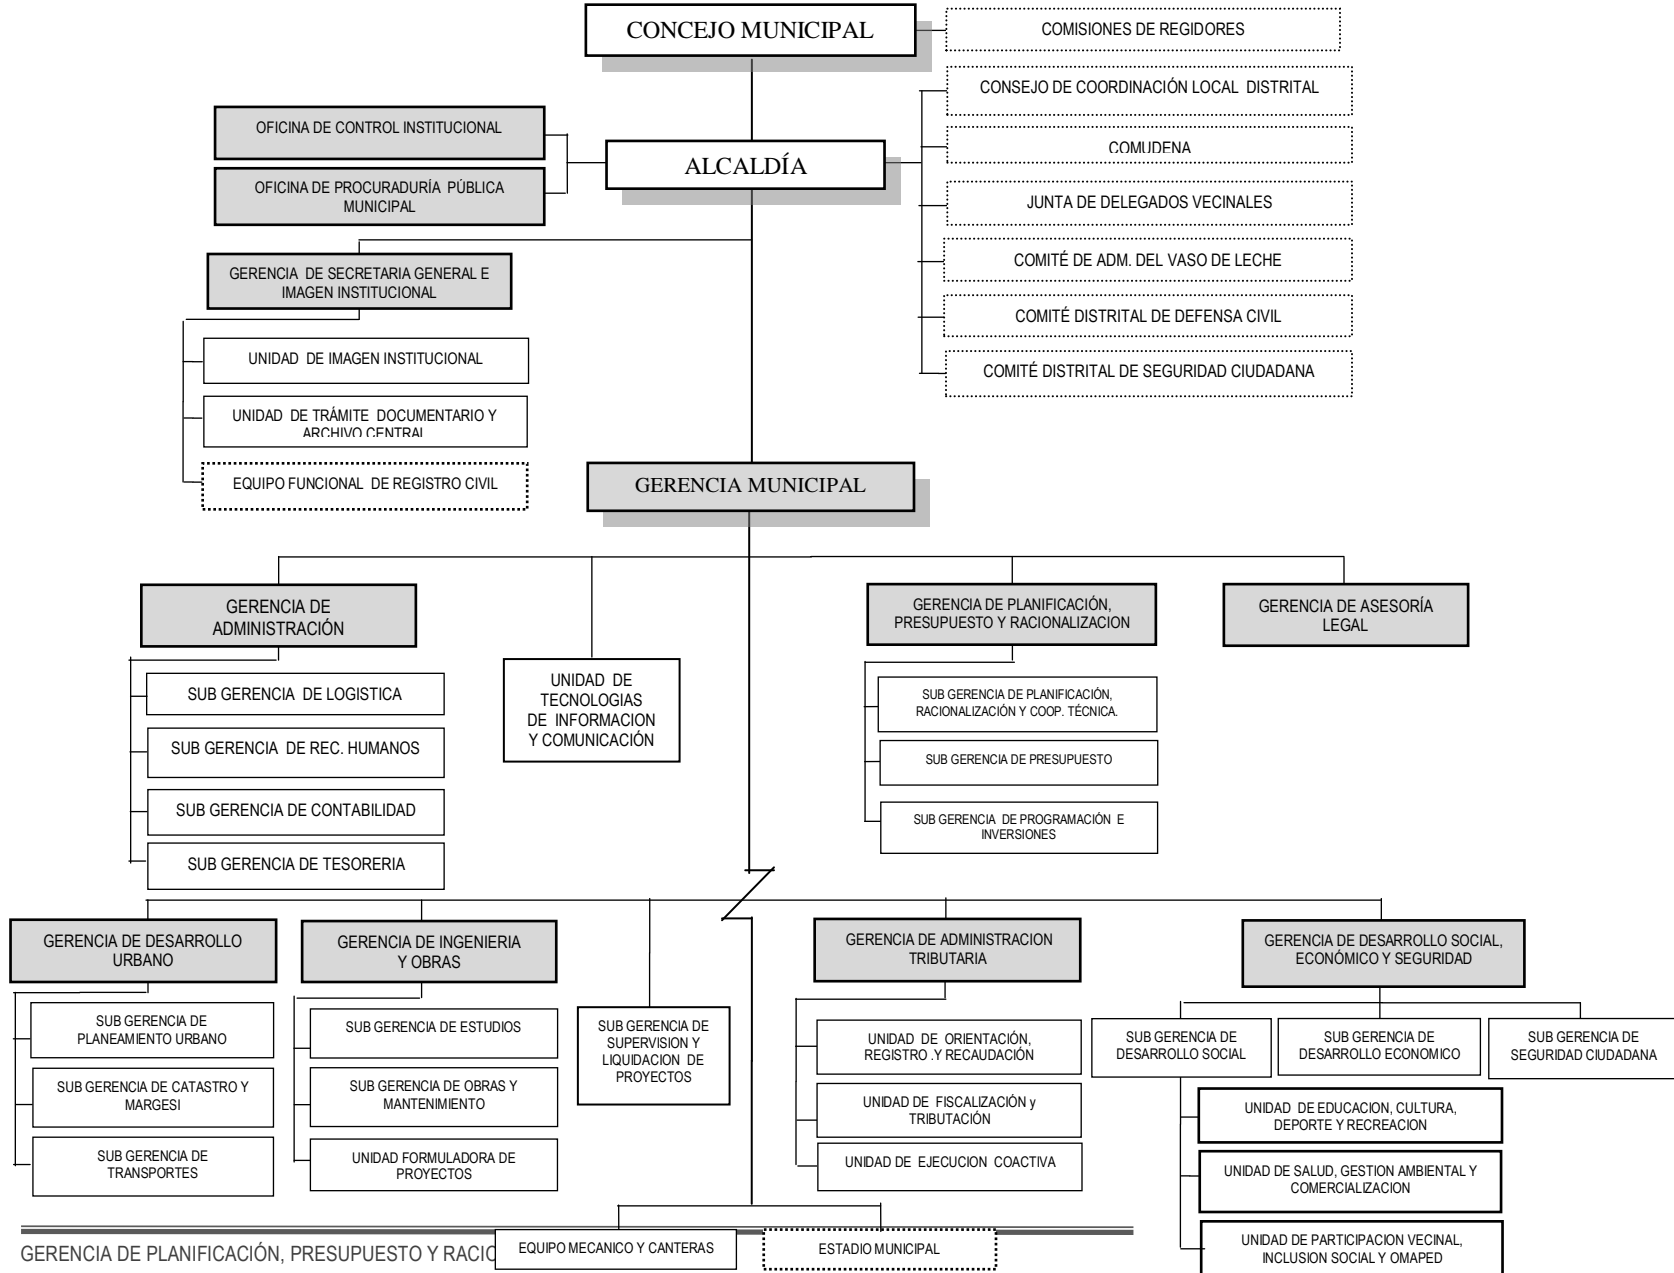 CONCEJO MUNICIPAL
COMISIONES DE REGIDORES
CONSEJO DE COORDINACIÓN LOCAL DISTRITAL
OFICINA DE CONTROL INSTITUCIONAL
COMUDENA
ALCALDÍA
OFICINA DE PROCURADURÍA PÚBLICA
MUNICIPAL
JUNTA DE DELEGADOS VECINALES
COMITÉ DE ADM. DEL VASO DE LECHE
GERENCIA DE SECRETARIA GENERAL E
IMAGEN INSTITUCIONAL
COMITÉ DISTRITAL DE DEFENSA CIVIL
UNIDAD DE IMAGEN INSTITUCIONAL
COMITÉ DISTRITAL DE SEGURIDAD CIUDADANA
UNIDAD DE TRÁMITE DOCUMENTARIO Y
ARCHIVO CENTRAL
EQUIPO FUNCIONAL DE REGISTRO CIVIL
GERENCIA MUNICIPAL
GERENCIA DE
ADMINISTRACIÓN
GERENCIA DE PLANIFICACIÓN,
PRESUPUESTO Y RACIONALIZACION
GERENCIA DE ASESORÍA
LEGAL
SUB GERENCIA DE LOGISTICA
SUB GERENCIA DE REC. HUMANOS
SUB GERENCIA DE CONTABILIDAD
SUB GERENCIA DE TESORERIA
UNIDAD DE
TECNOLOGIAS
DE INFORMACION
Y COMUNICACIÓN
SUB GERENCIA DE PLANIFICACIÓN,
RACIONALIZACIÓN Y COOP. TÉCNICA.
SUB GERENCIA DE PRESUPUESTO
SUB GERENCIA DE PROGRAMACIÓN E
INVERSIONES
GERENCIA DE DESARROLLO
URBANO
GERENCIA DE INGENIERIA
Y OBRAS
GERENCIA DE ADMINISTRACION
TRIBUTARIA
GERENCIA DE DESARROLLO SOCIAL,
ECONÓMICO Y SEGURIDAD
SUB GERENCIA DE
PLANEAMIENTO URBANO
SUB GERENCIA DE CATASTRO Y
MARGESI
SUB GERENCIA DE
TRANSPORTES
SUB GERENCIA DE ESTUDIOS
SUB GERENCIA DE OBRAS Y
MANTENIMIENTO
UNIDAD FORMULADORA DE
PROYECTOS
SUB GERENCIA DE
SUPERVISION Y
LIQUIDACION DE
PROYECTOS
UNIDAD DE ORIENTACIÓN,
REGISTRO .Y RECAUDACIÓN
UNIDAD DE FISCALIZACIÓN y
TRIBUTACIÓN
UNIDAD DE EJECUCION COACTIVA
SUB GERENCIA DE
DESARROLLO SOCIAL
SUB GERENCIA DE
DESARROLLO ECONOMICO
SUB GERENCIA DE
SEGURIDAD CIUDADANA
UNIDAD DE EDUCACION, CULTURA,
DEPORTE Y RECREACION
UNIDAD DE SALUD, GESTION AMBIENTAL Y
COMERCIALIZACION
UNIDAD DE PARTICIPACION VECINAL,
INCLUSION SOCIAL Y OMAPED
EQUIPO MECANICO Y CANTERAS
ESTADIO MUNICIPAL
GERENCIA DE PLANIFICACIÓN, PRESUPUESTO Y RACIO